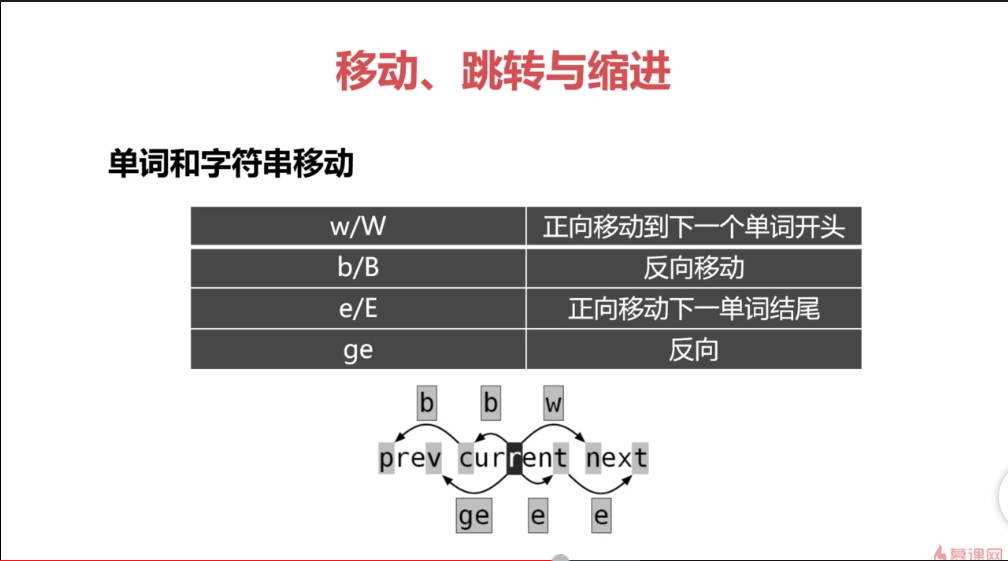 移动、跳转与缩进
单词和字符串移动
w/W 正向移动到下一个单词开头
b/B 反向移动
e/E 正向移动下一单词结尾
ge 反向
b b w
prev current next
ge e e
慕课网